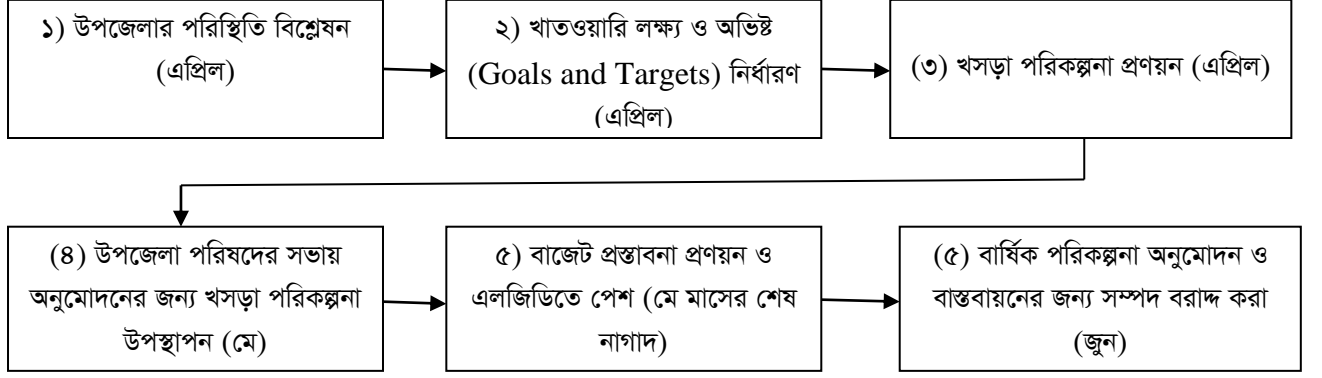 ১) উপজেলার পরিস্থিতি বিশ্লেষন
(এপ্রিল)
২) খাতওয়ারি লক্ষ্য ও অভিষ্ট
(Goals and Targets) নির্ধারণ
(এপ্রিল)
(৩) খসড়া পরিকল্পনা প্রণয়ন (এপ্রিল)
(৪) উপজেলা পরিষদের সভায়
অনুমোদনের জন্য খসড়া পরিকল্পনা
উপস্থাপন (মে)
৫) বাজেট প্রস্তাবনা প্রণয়ন ও
এলজিডিতে পেশ (মে মাসের শেষ
নাগাদ)
(৫) বার্ষিক পরিকল্পনা অনুমোদন ও
বাস্তবায়নের জন্য সম্পদ বরাদ্দ করা
(জুন)